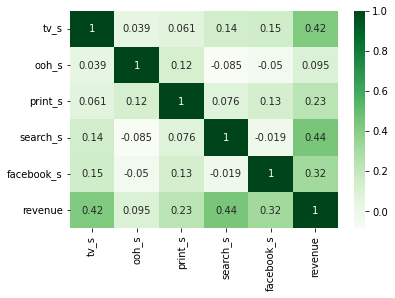 tv_s 1 0.039 0.061 0.14 0.15 0.42
ooh_s 0.039 1 0.12 -0.085 -0.05 0.095
print_s 0.061 0.12 1 0.076 0.13 0.23
search_s 0.14 -0.085 0.076 1 -0.019 0.44
facebook_s 0.15 -0.05 0.13 -0.019 1 0.32
revenue 0.42 0.095 0.23 0.44 0.32 1
tv_s ooh_s print_s search_s facebook_s revenue
1.0
0.8
0.6
0.4
0.2
0.0